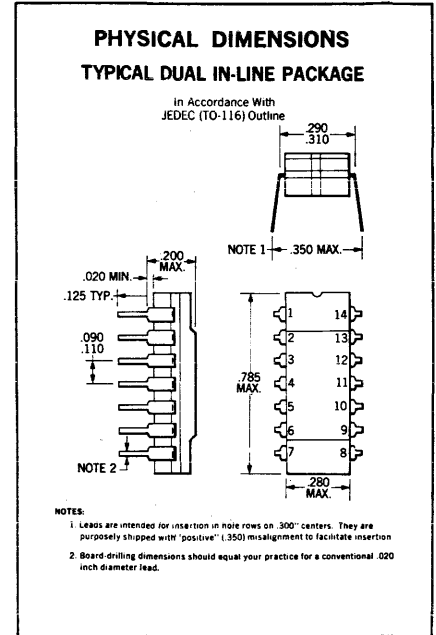 PHYSICAL DIMENSIONS
TYPICAL DUAL IN-LINE PACKAGE
In Accordance With
JEDEC (TO-116) Outline
.290
.310
NOTE 1
.350 MAX.
.200
MAX.
.020 MIN.
.125 TYP.
.090
.110
NOTE 2
.785
MAX.
1 14
2 13
3 12
4 11
5 10
6 9
7 8
.280
MAX.
NOTES:
1. Leads are intended for insertion in hole rows on .300" centers. They are
purposely shipped with "positive" (.350) misalignment to facilitate insertion
2. Board-drilling dimensions should equal your practice for a conventional .020
inch diameter lead.